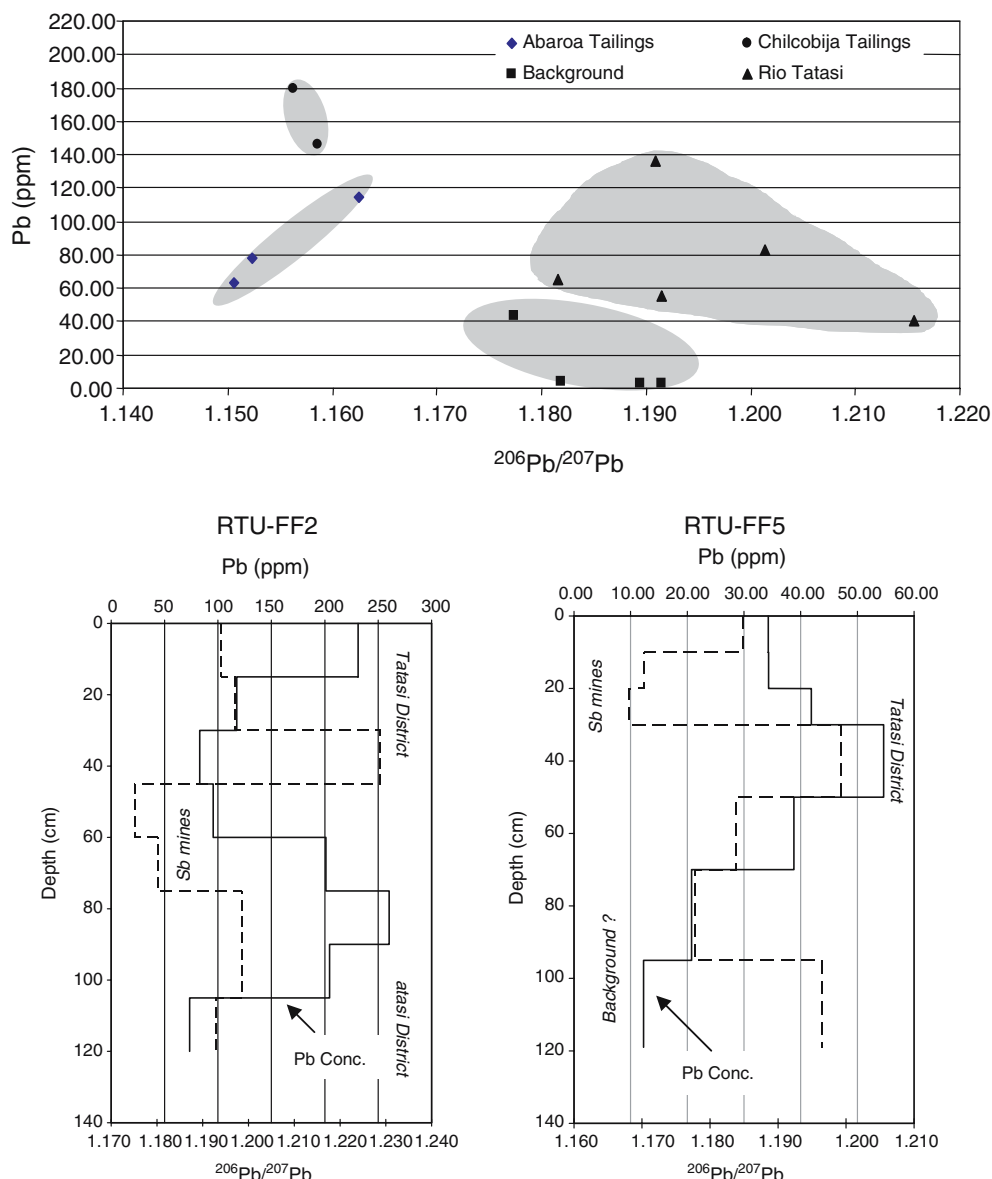 220.00
200.00
180.00
160.00
140.00
120.00
100.00
80.00
60.00
40.00
20.00
0.00
Pb (ppm)
Abaroa Tailings
Chilcobija Tailings
Background
Rio Tatasi
1.140 1.150 1.160 1.170 1.180 1.190 1.200 1.210 1.220
²⁰⁶Pb/²⁰⁷Pb
RTU-FF2
Pb (ppm)
0 50 100 150 200 250 300
0
20
40
60
80
100
120
140
Depth (cm)
Tatasi District
Sb mines
atasi District
Pb Conc.
1.170 1.180 1.190 1.200 1.210 1.220 1.230 1.240
²⁰⁶Pb/²⁰⁷Pb
RTU-FF5
Pb (ppm)
0.00 10.00 20.00 30.00 40.00 50.00 60.00
0
20
40
60
80
100
120
140
Depth (cm)
Sb mines
Tatasi District
Background ?
Pb Conc.
1.160 1.170 1.180 1.190 1.200 1.210
²⁰⁶Pb/²⁰⁷Pb